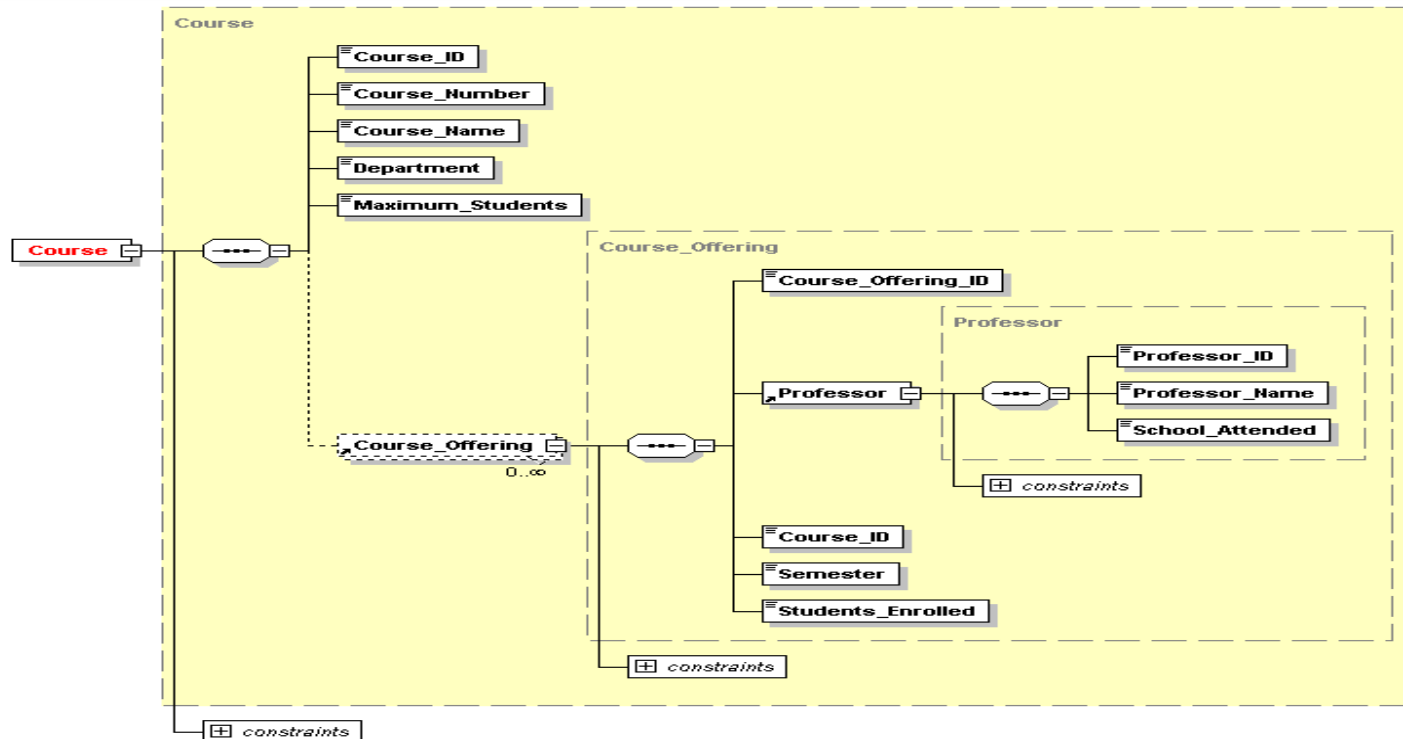 Course
Course_ID
Course_Number
Course_Name
Department
Maximum_Students
Course
Course_Offering
Course_Offering_ID
Professor
Professor_ID
Professor
Professor_Name
School_Attended
Course_Offering
0..∞
constraints
Course_ID
Semester
Students_Enrolled
constraints
constraints